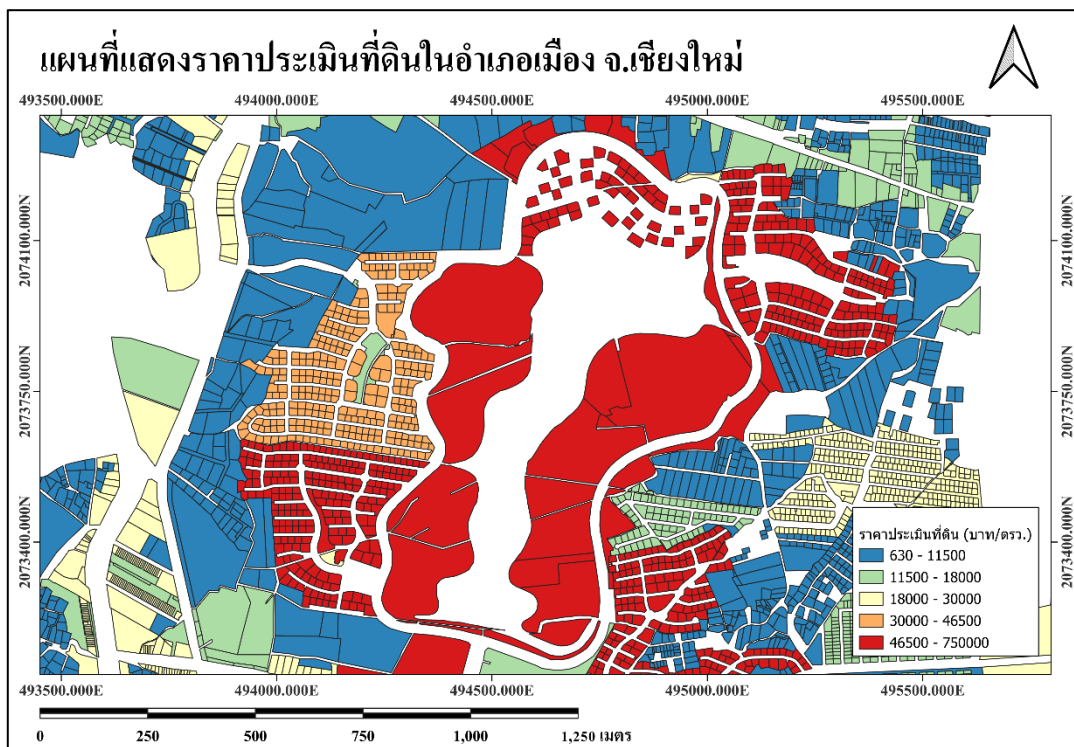 แผนที่แสดงราคาประเมินที่ดินในอำเภอเมือง จ.เชียงใหม่
493500.000E 494000.000E 494500.000E 495000.000E 495500.000E
2074100.000N 2074100.000N
2073750.000N 2073750.000N
2073400.000N 2073400.000N
ราคาประเมินที่ดิน (บาท/ตรว.)
630 - 11500
11500 - 18000
18000 - 30000
30000 - 46500
46500 - 750000
493500.000E 494000.000E 494500.000E 495000.000E 495500.000E
0 250 500 750 1,000 1,250 เมตร